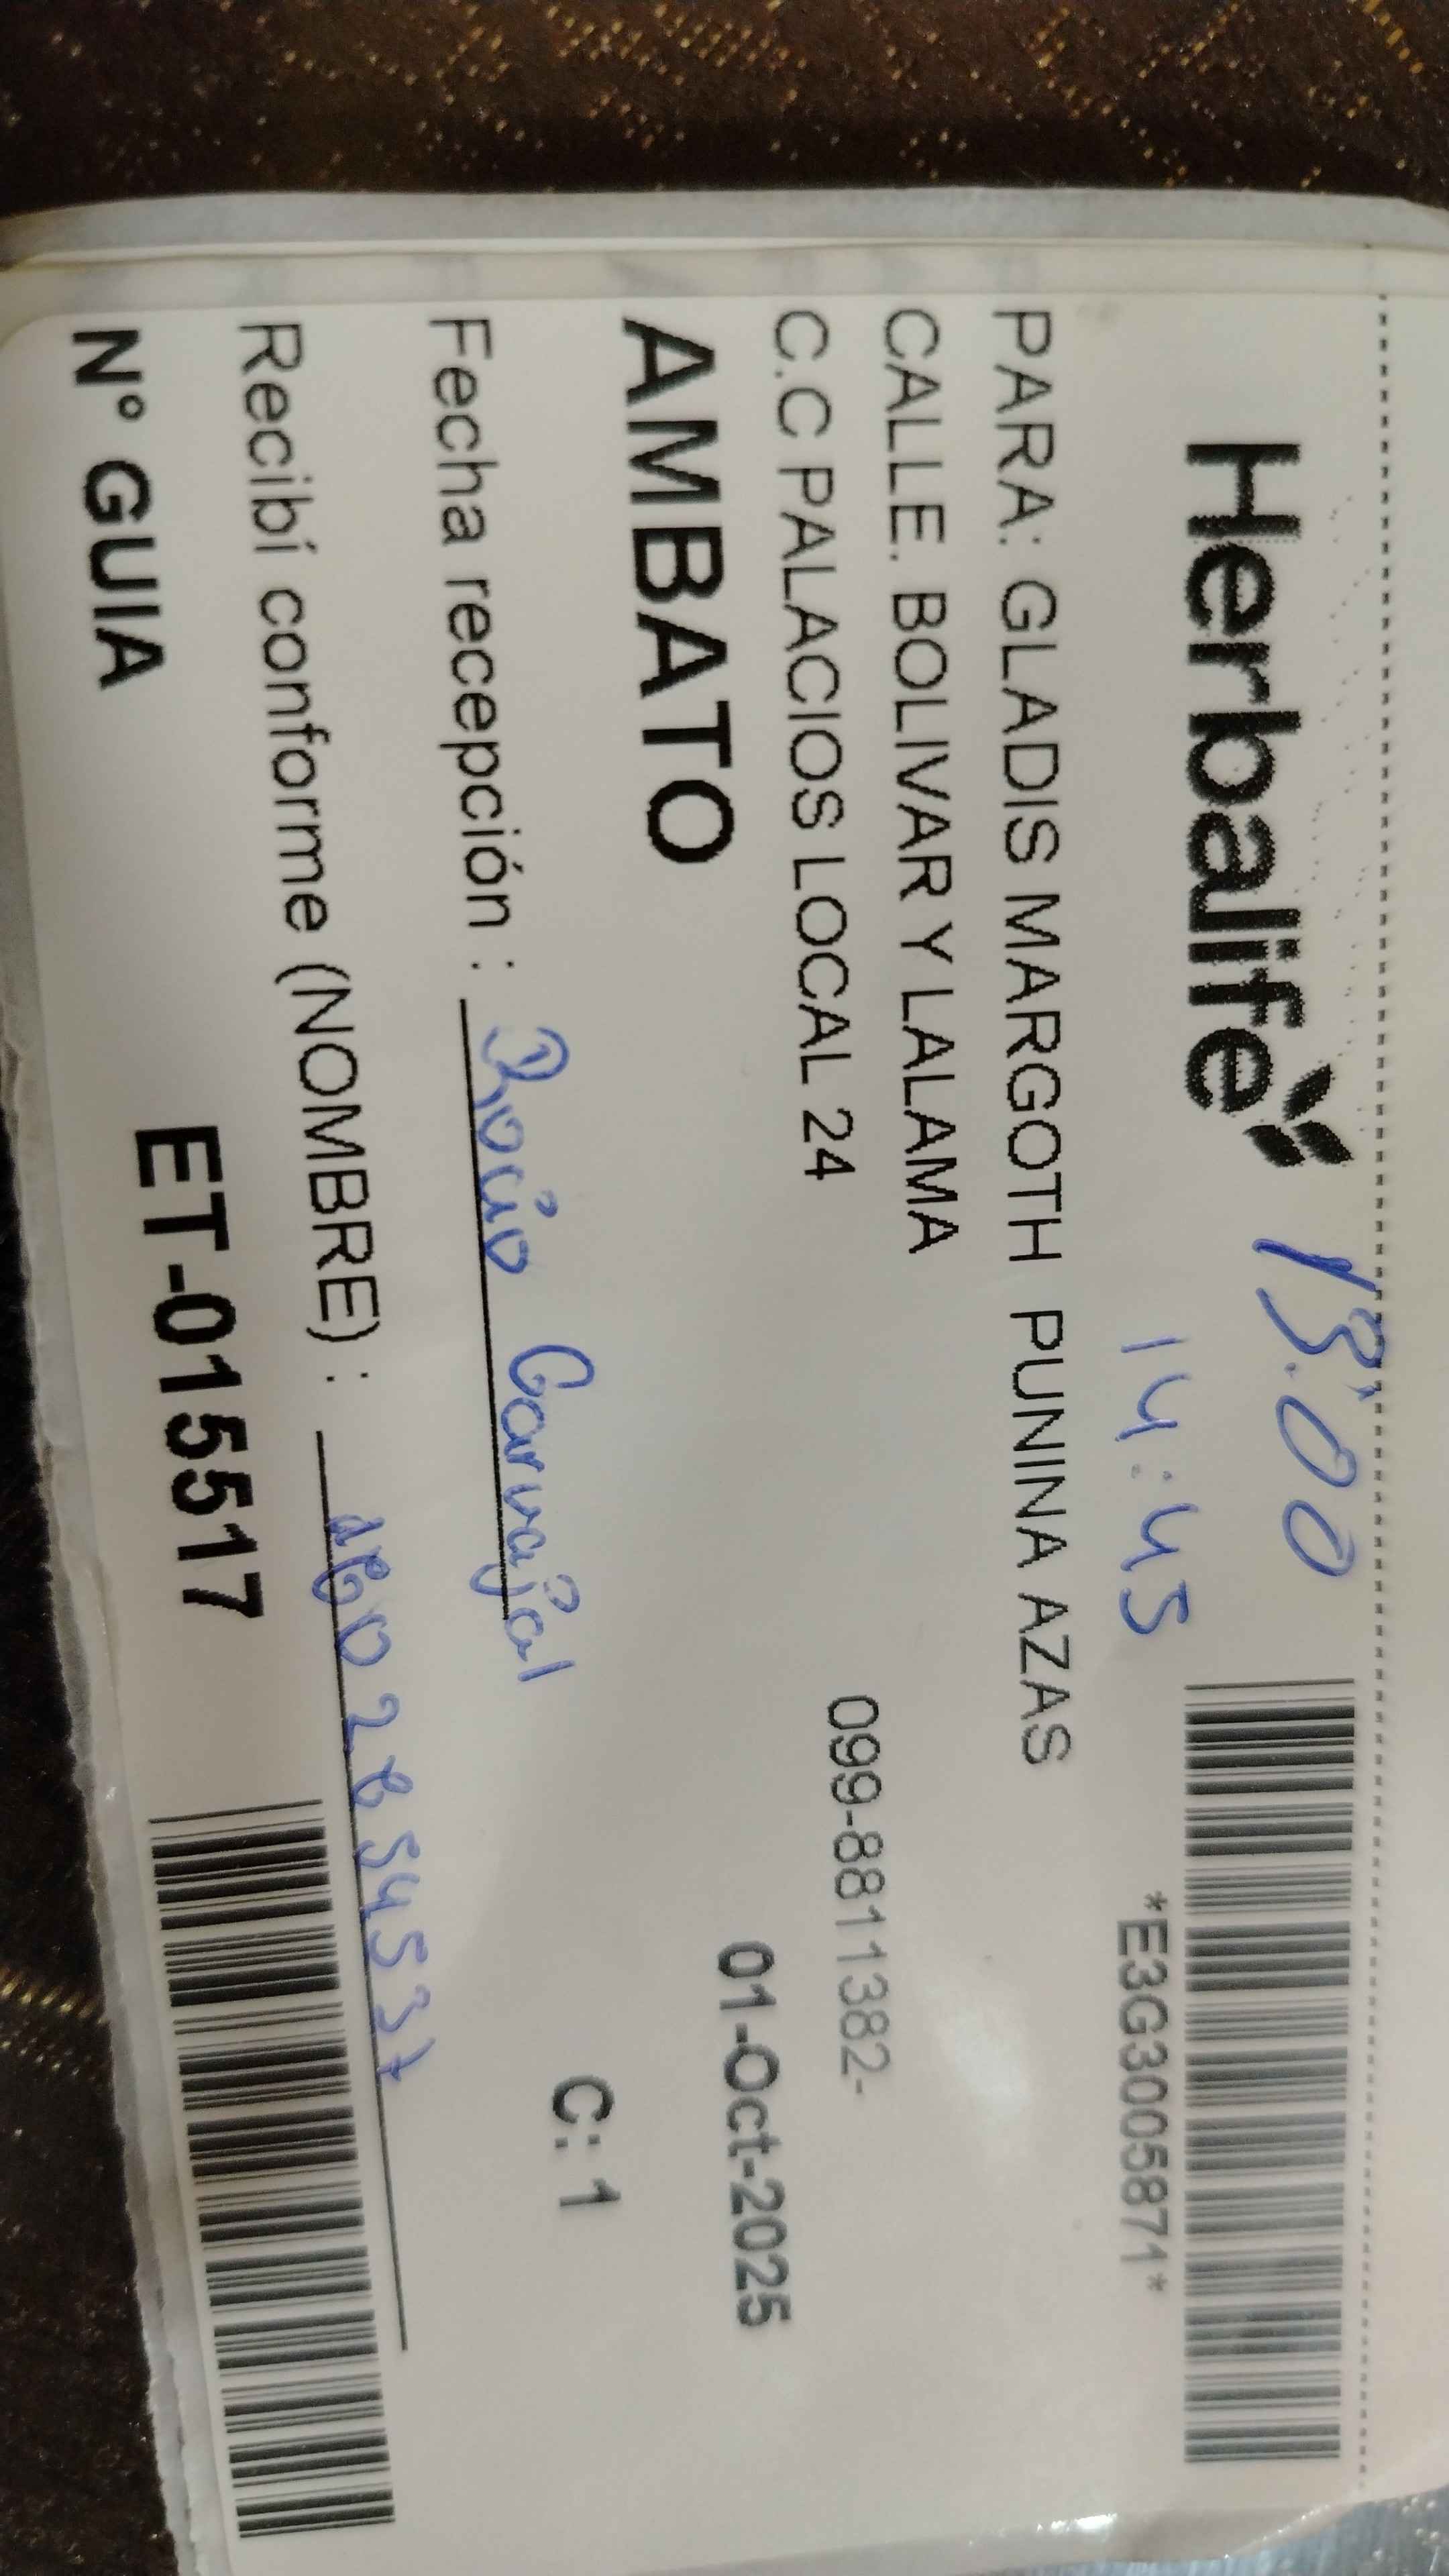 Herbalife
13:00
14:45
*E3G3005871*
PARA: GLADIS MARGOTH PUNINA AZAS
CALLE. BOLIVAR Y LALAMA
C.C PALACIOS LOCAL 24
099-8811382-
AMBATO
01-Oct-2025
C: 1
Fecha recepción : Rocío Carvajal
Recibí conforme (NOMBRE) :
N° GUIA
ET-015517